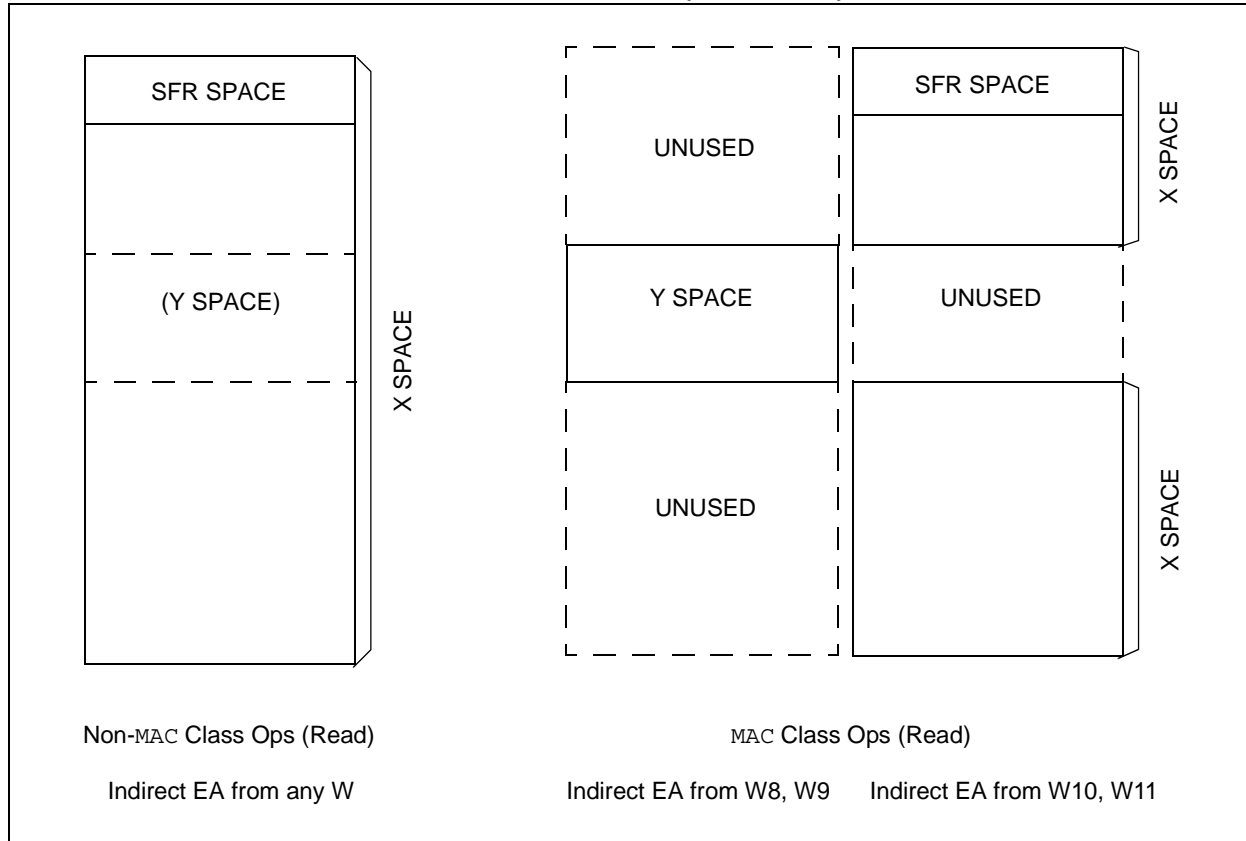 SFR SPACE
(Y SPACE)
X SPACE
Non-MAC Class Ops (Read)
Indirect EA from any W
UNUSED
Y SPACE
UNUSED
SFR SPACE
X SPACE
UNUSED
X SPACE
MAC Class Ops (Read)
Indirect EA from W8, W9
Indirect EA from W10, W11